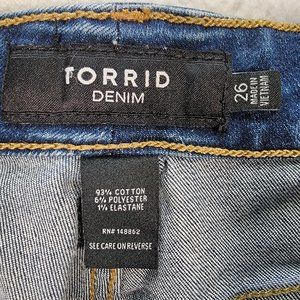 TORRID
DENIM
26
MADE IN
VIETNAM
93% COTTON
6% POLYESTER
1% ELASTANE
RN# 148862
SEE CARE ON REVERSE